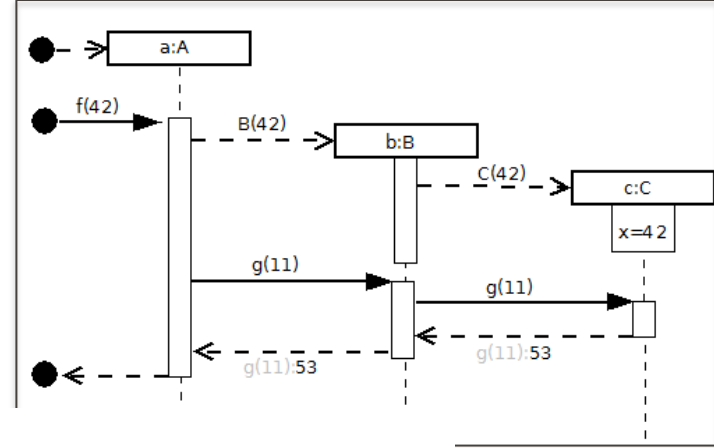 a:A
f(42)
B(42)
b:B
C(42)
c:C
x=42
g(11)
g(11)
g(11):53
g(11):53